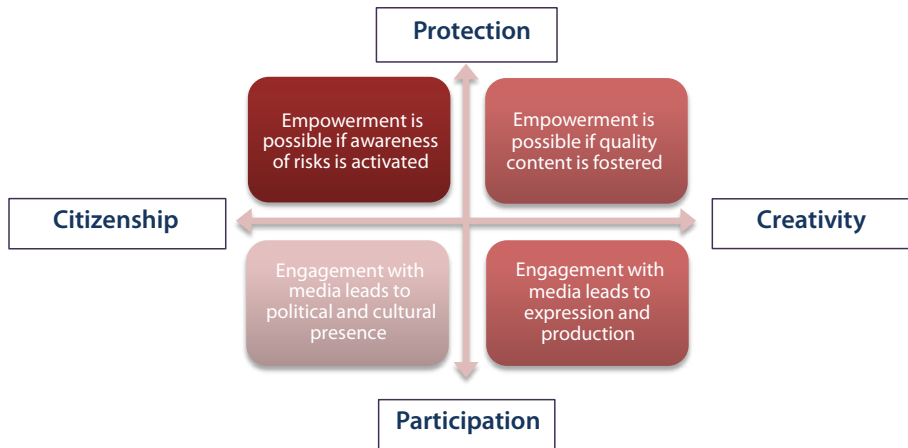 Protection
Empowerment is
possible if awareness
of risks is activated
Empowerment is
possible if quality
content is fostered
Citizenship
Creativity
Engagement with
media leads to
political and cultural
presence
Engagement with
media leads to
expression and
production
Participation